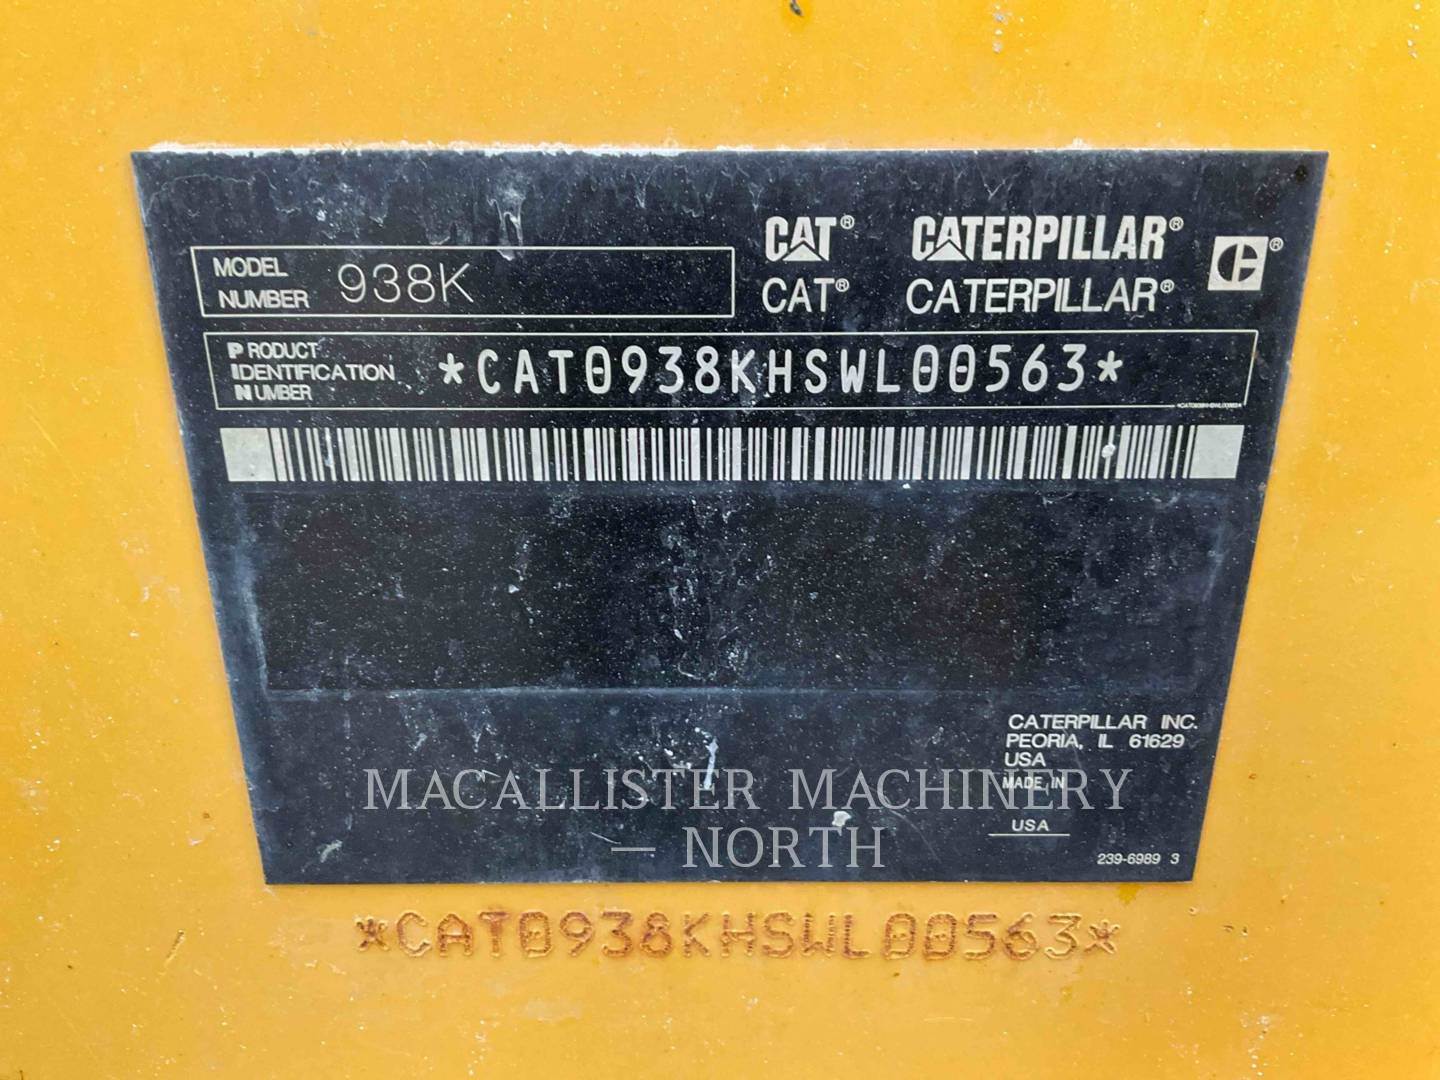 CAT® CATERPILLAR® ®
CAT® CATERPILLAR®
MODEL
NUMBER 938K
PRODUCT
IDENTIFICATION
NUMBER
*CAT0938KHSWL00563*
CATERPILLAR INC.
PEORIA, IL 61629
USA
MADE IN
USA
239-6989 3
MACALLISTER MACHINERY
— NORTH
*CAT0938KHSWL00563*